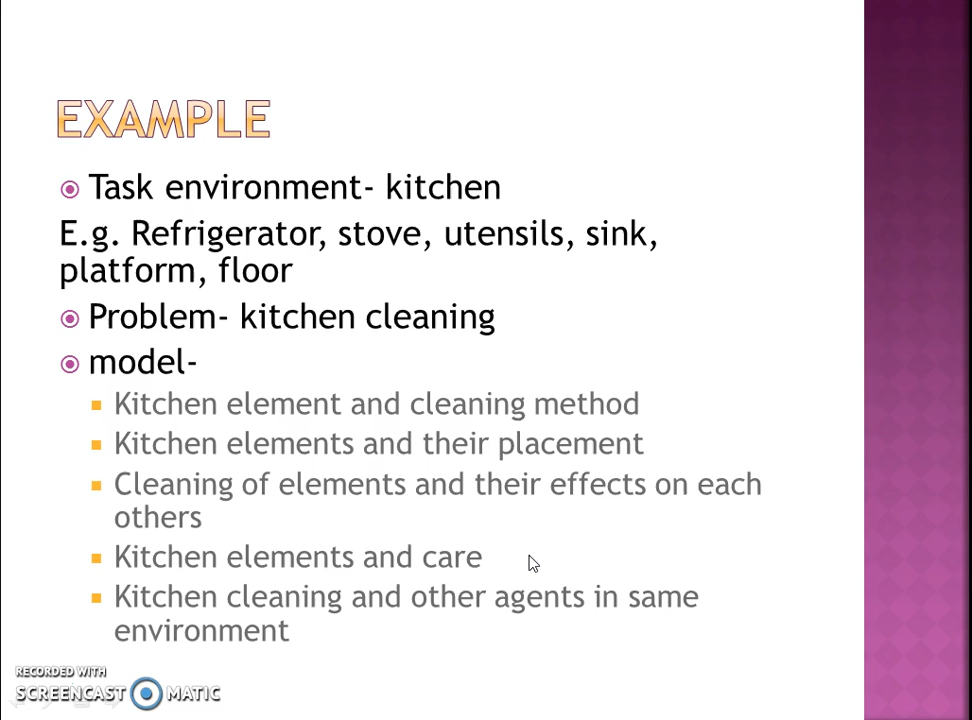 EXAMPLE
Task environment- kitchen
E.g. Refrigerator, stove, utensils, sink,
platform, floor
Problem- kitchen cleaning
model-
Kitchen element and cleaning method
Kitchen elements and their placement
Cleaning of elements and their effects on each
others
Kitchen elements and care
Kitchen cleaning and other agents in same
environment
RECORDED WITH
SCREENCAST MATIC